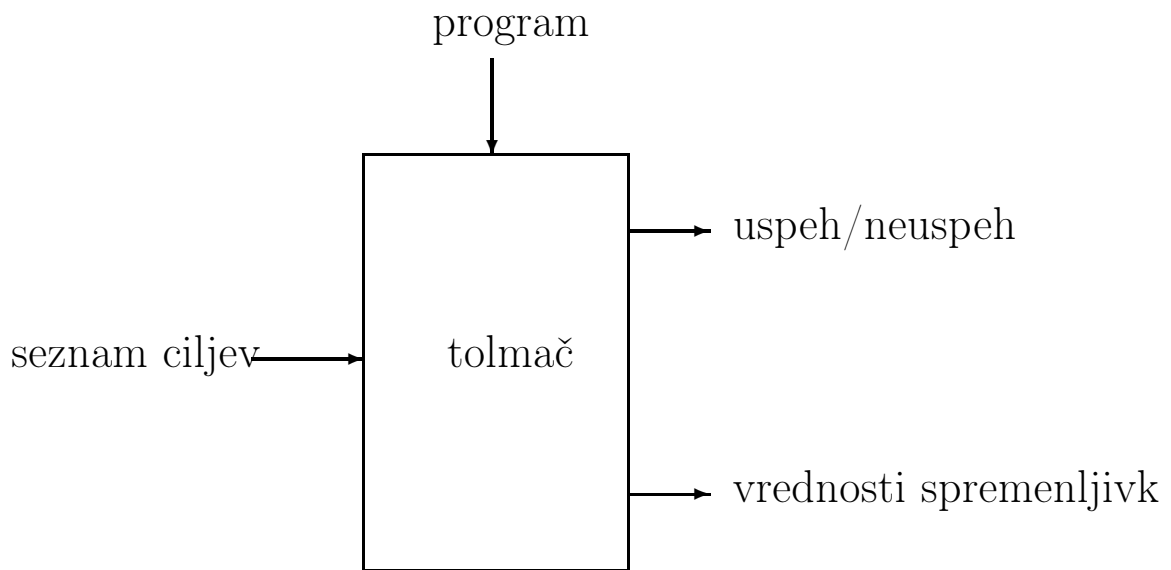 program
uspeh/neuspeh
seznam ciljev
tolmač
vrednosti spremenljivk